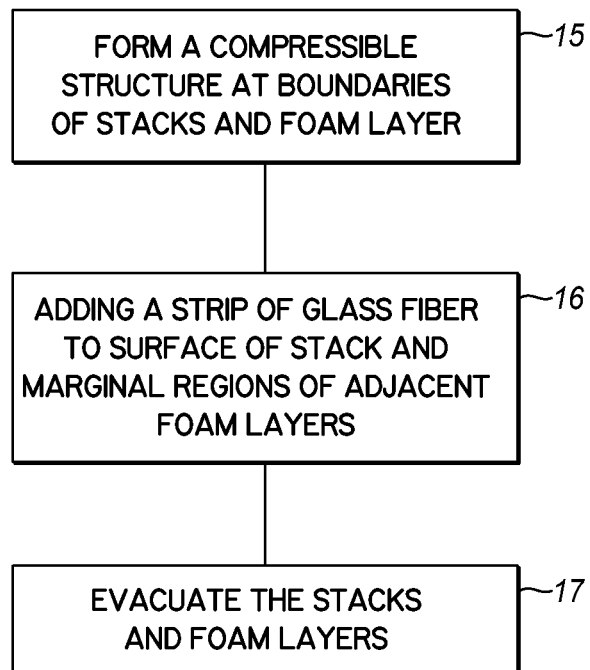 FORM A COMPRESSIBLE
STRUCTURE AT BOUNDARIES
OF STACKS AND FOAM LAYER
15
ADDING A STRIP OF GLASS FIBER
TO SURFACE OF STACK AND
MARGINAL REGIONS OF ADJACENT
FOAM LAYERS
16
EVACUATE THE STACKS
AND FOAM LAYERS
17